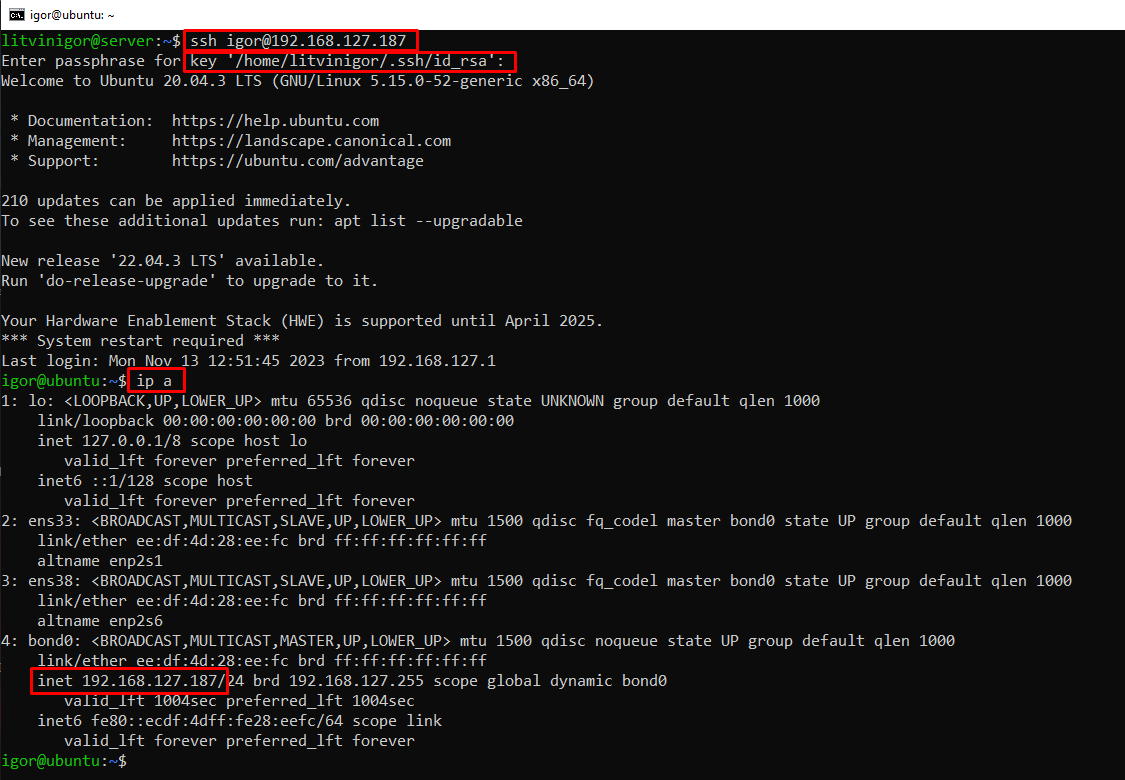 igor@ubuntu: ~
litvinigor@server:~$ ssh igor@192.168.127.187
Enter passphrase for key '/home/litvinigor/.ssh/id_rsa':
Welcome to Ubuntu 20.04.3 LTS (GNU/Linux 5.15.0-52-generic x86_64)

 * Documentation:  https://help.ubuntu.com
 * Management:     https://landscape.canonical.com
 * Support:        https://ubuntu.com/advantage

210 updates can be applied immediately.
To see these additional updates run: apt list --upgradable

New release '22.04.3 LTS' available.
Run 'do-release-upgrade' to upgrade to it.

Your Hardware Enablement Stack (HWE) is supported until April 2025.
*** System restart required ***
Last login: Mon Nov 13 12:51:45 2023 from 192.168.127.1
igor@ubuntu:~$ ip a
1: lo: <LOOPBACK,UP,LOWER_UP> mtu 65536 qdisc noqueue state UNKNOWN group default qlen 1000
    link/loopback 00:00:00:00:00:00 brd 00:00:00:00:00:00
    inet 127.0.0.1/8 scope host lo
       valid_lft forever preferred_lft forever
    inet6 ::1/128 scope host
       valid_lft forever preferred_lft forever
2: ens33: <BROADCAST,MULTICAST,SLAVE,UP,LOWER_UP> mtu 1500 qdisc fq_codel master bond0 state UP group default qlen 1000
    link/ether ee:df:4d:28:ee:fc brd ff:ff:ff:ff:ff:ff
    altname enp2s1
3: ens38: <BROADCAST,MULTICAST,SLAVE,UP,LOWER_UP> mtu 1500 qdisc fq_codel master bond0 state UP group default qlen 1000
    link/ether ee:df:4d:28:ee:fc brd ff:ff:ff:ff:ff:ff
    altname enp2s6
4: bond0: <BROADCAST,MULTICAST,MASTER,UP,LOWER_UP> mtu 1500 qdisc noqueue state UP group default qlen 1000
    link/ether ee:df:4d:28:ee:fc brd ff:ff:ff:ff:ff:ff
    inet 192.168.127.187/24 brd 192.168.127.255 scope global dynamic bond0
       valid_lft 1004sec preferred_lft 1004sec
    inet6 fe80::ecdf:4dff:fe28:eefc/64 scope link
       valid_lft forever preferred_lft forever
igor@ubuntu:~$